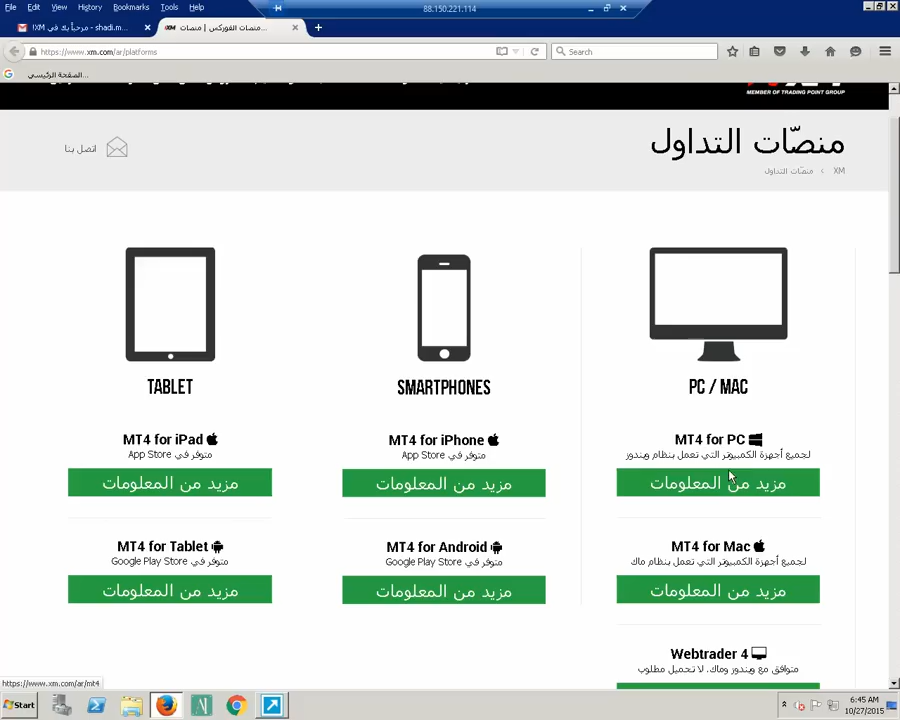 File Edit View History Bookmarks Tools Help
88.150.221.114
مرحباً بك في XM! - shadi.m...
منصات الفوركس | منصات...
https://www.xm.com/ar/platforms
Search
الصفحة الرئيسي...
MEMBER OF TRADING POINT GROUP
منصّات التداول
اتصل بنا
XM › منصّات التداول
TABLET
SMARTPHONES
PC / MAC
MT4 for iPad
متوفر في App Store
مزيد من المعلومات
MT4 for iPhone
متوفر في App Store
مزيد من المعلومات
MT4 for PC
لجميع أجهزة الكمبيوتر التي تعمل بنظام ويندوز
مزيد من المعلومات
MT4 for Tablet
متوفر في Google Play Store
مزيد من المعلومات
MT4 for Android
متوفر في Google Play Store
مزيد من المعلومات
MT4 for Mac
لجميع أجهزة الكمبيوتر التي تعمل بنظام ماك
مزيد من المعلومات
Webtrader 4
متوافق مع ويندوز وماك. لا تحميل مطلوب
https://www.xm.com/ar/mt4
Start
6:45 AM
10/27/2015